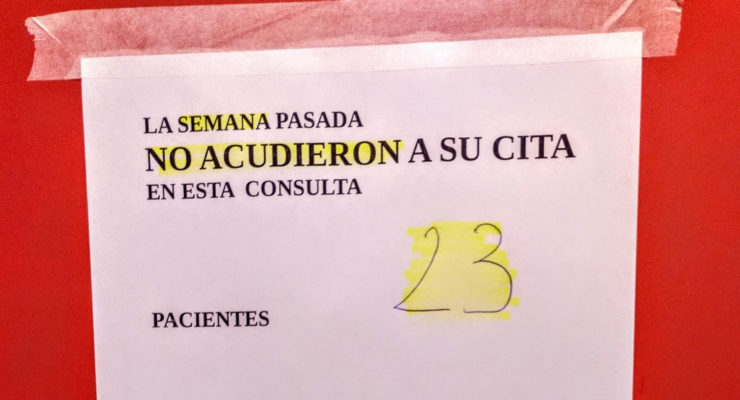 LA SEMANA PASADA
NO ACUDIERON A SU CITA
EN ESTA CONSULTA
23
PACIENTES